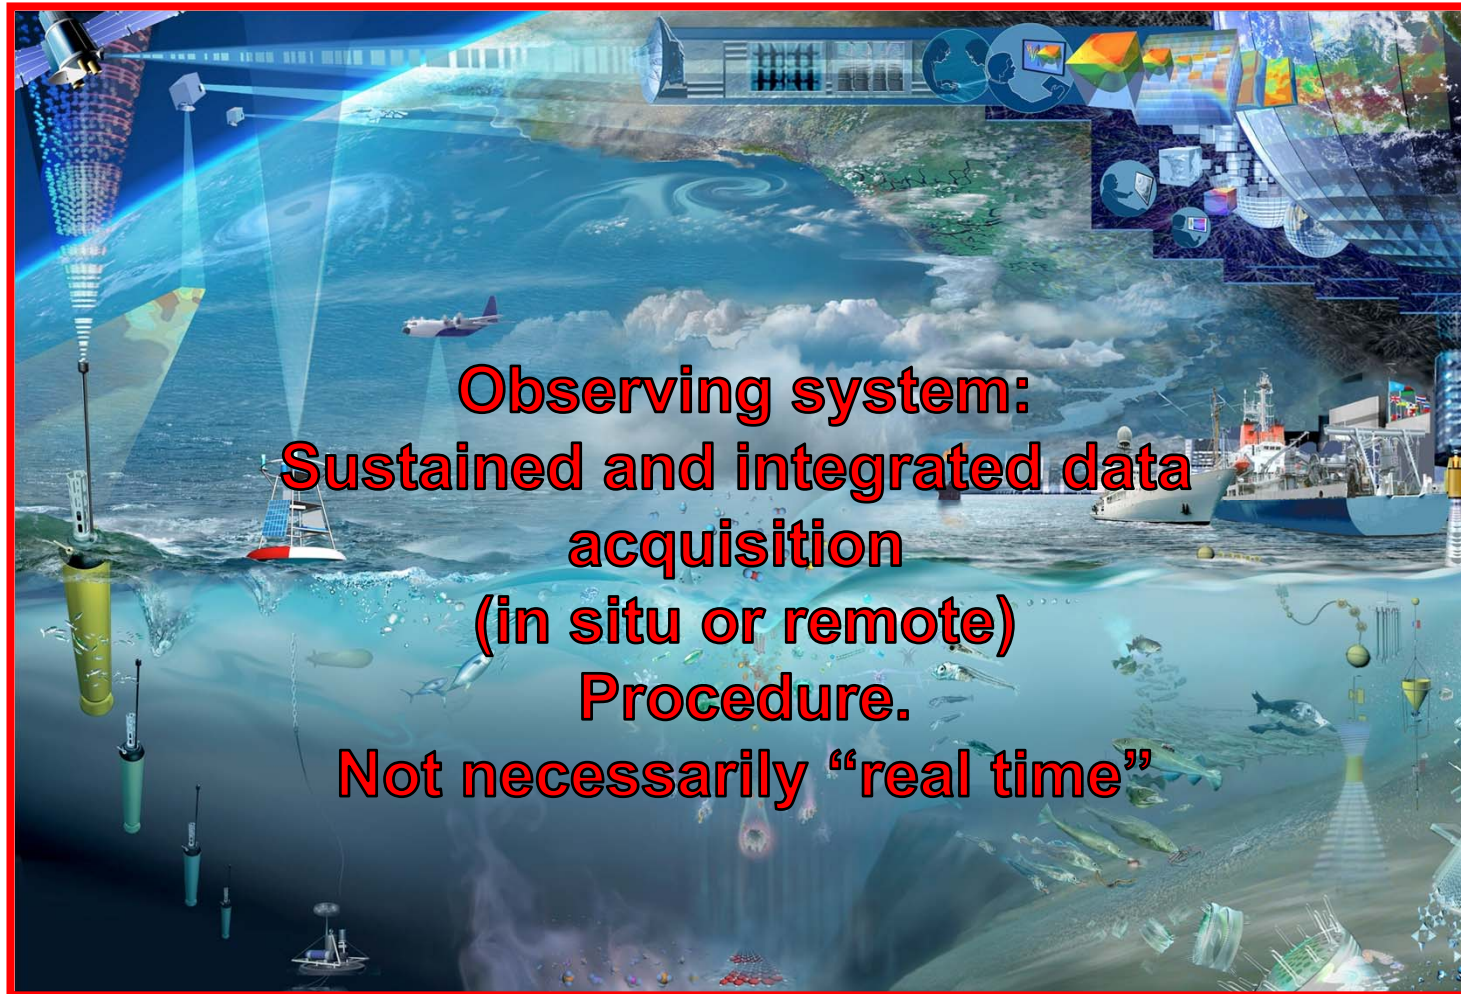 Observing system:
Sustained and integrated data
acquisition
(in situ or remote)
Procedure.
Not necessarily “real time”